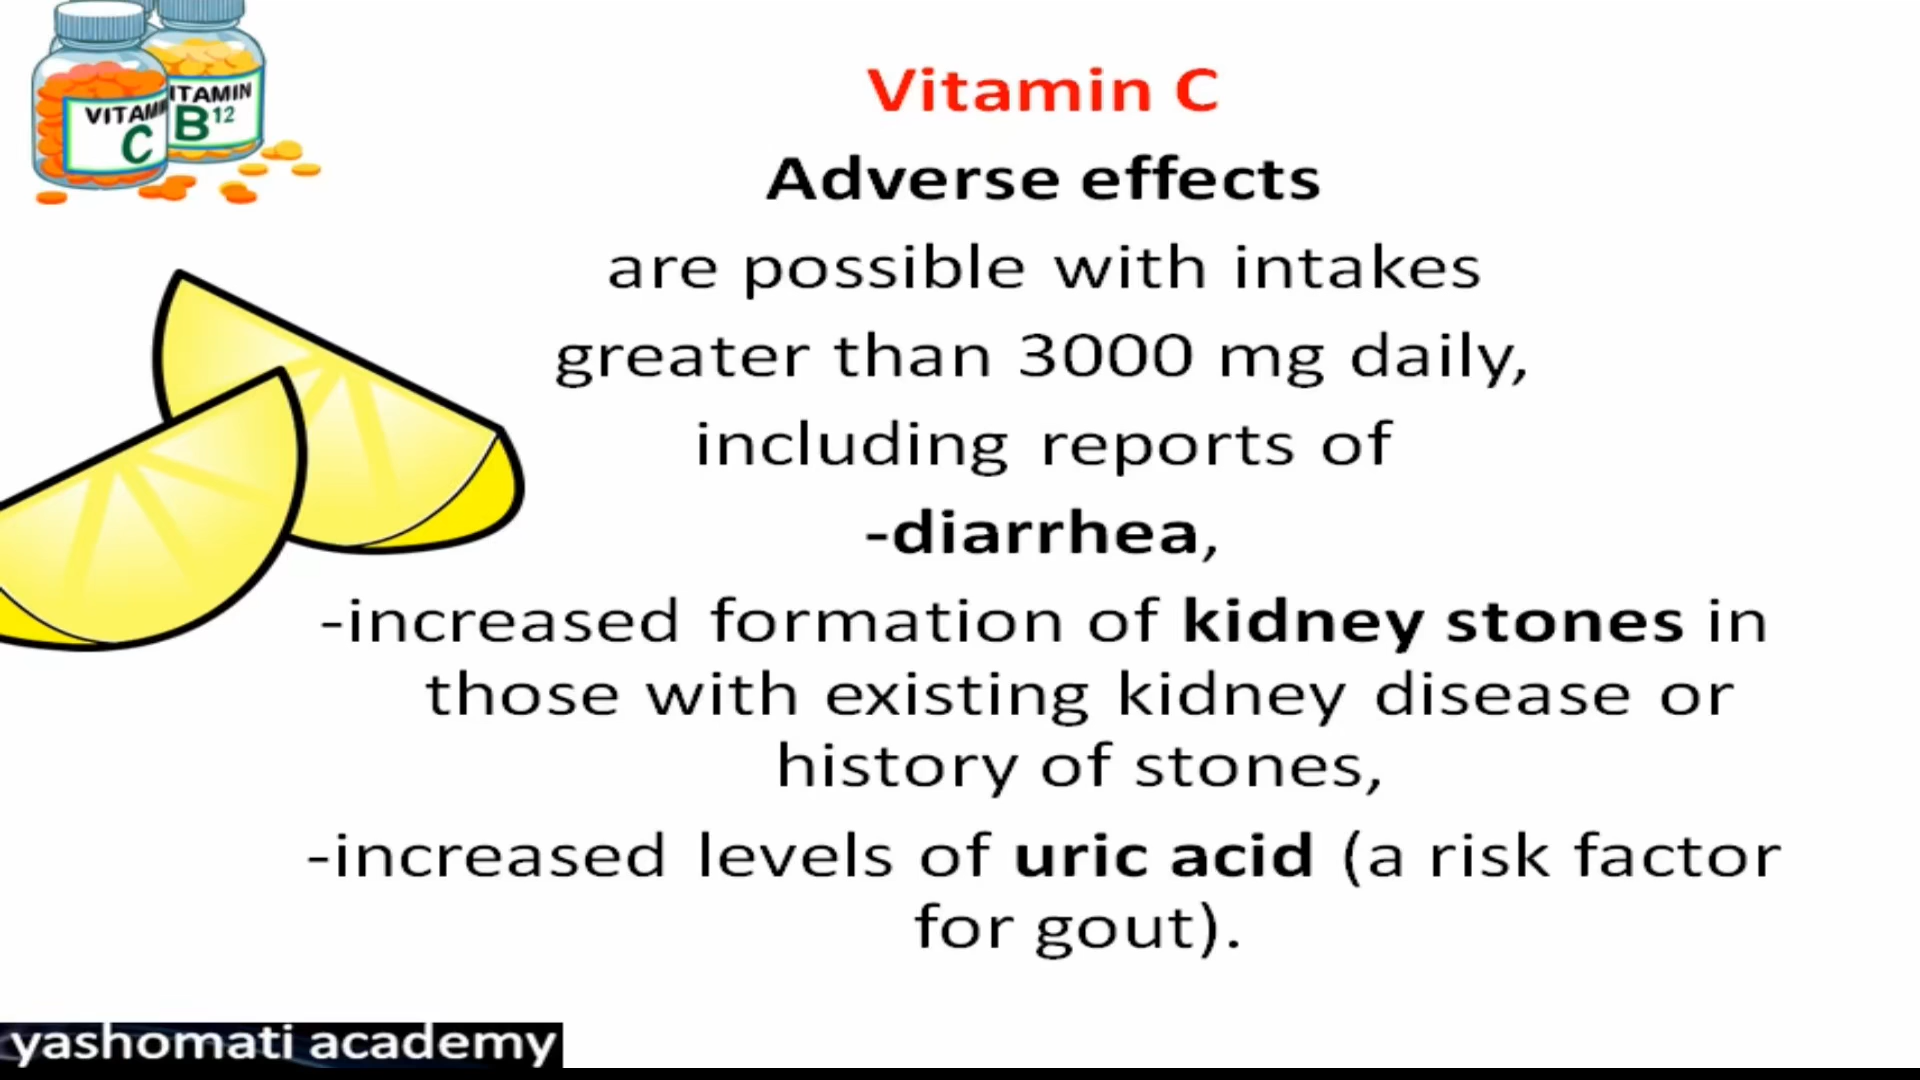 VITAMIN
C
ITAMIN
B12
Vitamin C
Adverse effects
are possible with intakes
greater than 3000 mg daily,
including reports of
-diarrhea,
-increased formation of kidney stones in
those with existing kidney disease or
history of stones,
-increased levels of uric acid (a risk factor
for gout).
yashomati academy